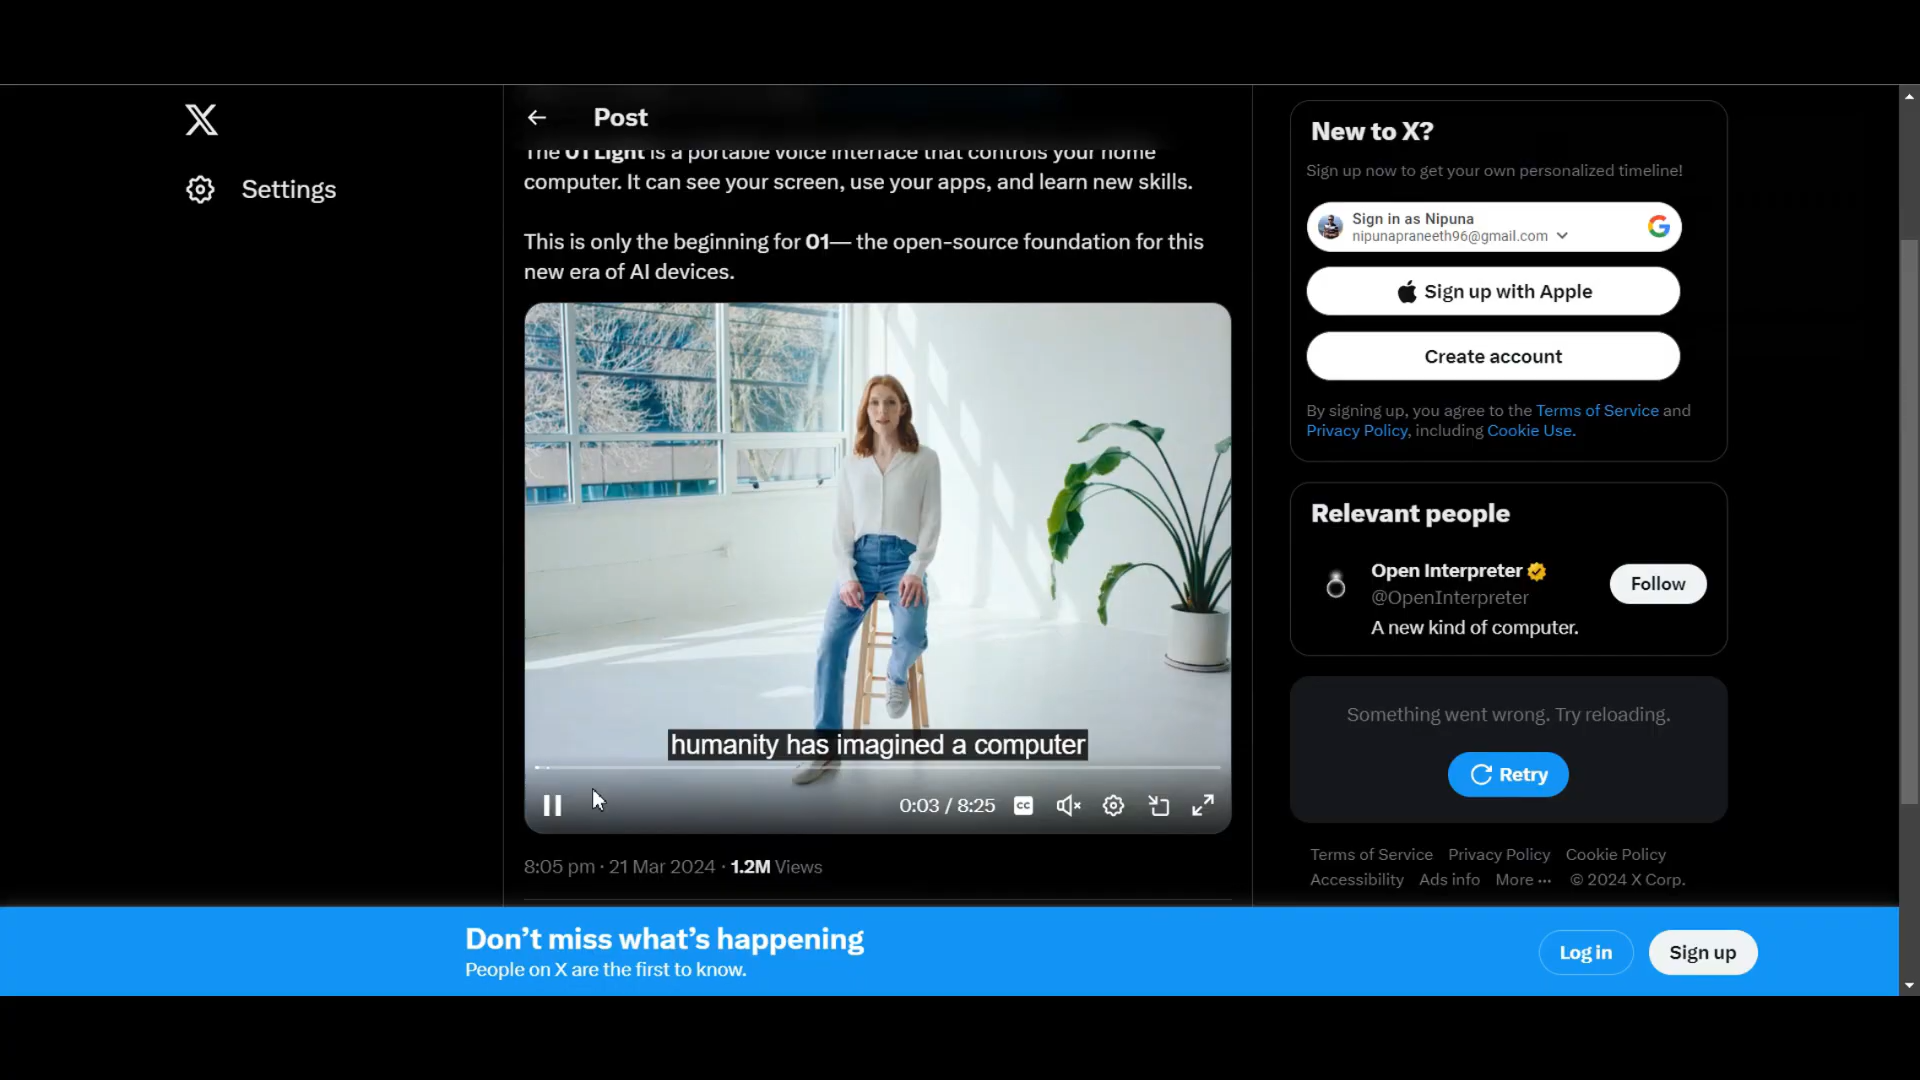 Settings
Post
The 01 Light is a portable voice interface that controls your home
computer. It can see your screen, use your apps, and learn new skills.
This is only the beginning for 01— the open-source foundation for this
new era of AI devices.
humanity has imagined a computer
0:03 / 8:25
CC
8:05 pm · 21 Mar 2024 · 1.2M Views
New to X?
Sign up now to get your own personalized timeline!
Sign in as Nipuna
nipunapraneeth96@gmail.com
Sign up with Apple
Create account
By signing up, you agree to the Terms of Service and
Privacy Policy, including Cookie Use.
Relevant people
Open Interpreter
@OpenInterpreter
Follow
A new kind of computer.
Something went wrong. Try reloading.
Retry
Terms of Service Privacy Policy Cookie Policy
Accessibility Ads info More ··· © 2024 X Corp.
Don’t miss what’s happening
People on X are the first to know.
Log in
Sign up